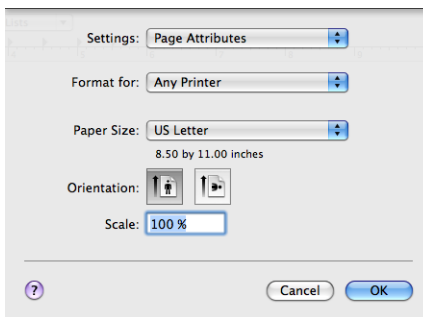 Settings: Page Attributes
Format for: Any Printer
Paper Size: US Letter
8.50 by 11.00 inches
Orientation:
Scale: 100 %
? Cancel OK